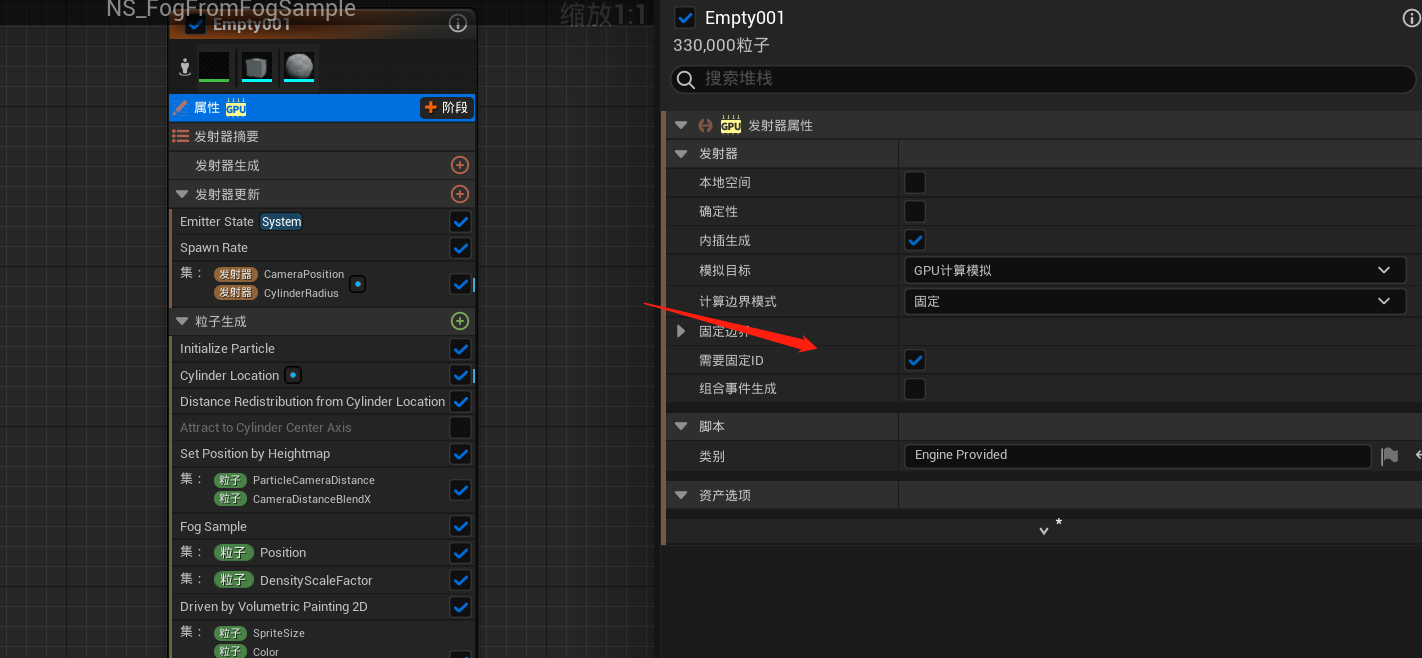 NS_FogFromFogSample
缩放1:1
Empty001
属性 GPU
阶段
发射器摘要
发射器生成
发射器更新
Emitter State System
Spawn Rate
集： 发射器 CameraPosition
发射器 CylinderRadius
粒子生成
Initialize Particle
Cylinder Location
Distance Redistribution from Cylinder Location
Attract to Cylinder Center Axis
Set Position by Heightmap
集： 粒子 ParticleCameraDistance
粒子 CameraDistanceBlendX
Fog Sample
集： 粒子 Position
集： 粒子 DensityScaleFactor
Driven by Volumetric Painting 2D
集： 粒子 SpriteSize
粒子 Color
Empty001
330,000粒子
搜索堆栈
GPU 发射器属性
发射器
本地空间
确定性
内插生成
模拟目标 GPU计算模拟
计算边界模式 固定
固定边界
需要固定ID
组合事件生成
脚本
类别 Engine Provided
资产选项